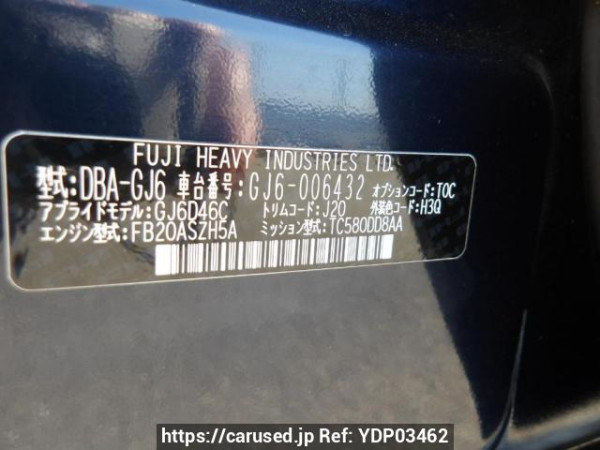 FUJI HEAVY INDUSTRIES LTD.
型式:DBA-GJ6 車台番号:GJ6-006432 オプションコード:TOC
アプライドモデル:GJ6D46C トリムコード:J20 外装色コード:H3Q
エンジン型式:FB20ASZH5A ミッション型式:TC580DD8AA
https://carused.jp Ref: YDP03462